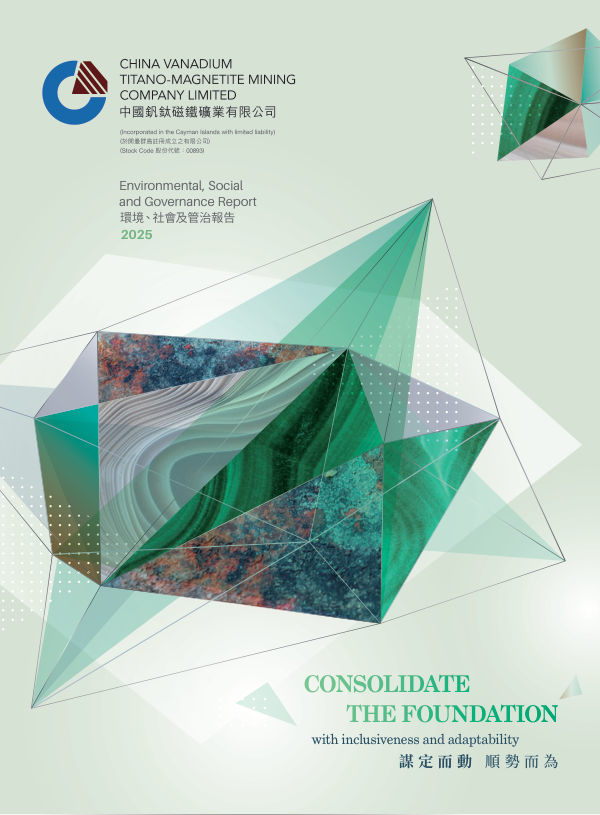 CHINA VANADIUM
TITANO-MAGNETITE MINING
COMPANY LIMITED
中國釩鈦磁鐵礦業有限公司
(Incorporated in the Cayman Islands with limited liability)
(於開曼群島註冊成立之有限公司)
(Stock Code 股份代號：00893)
Environmental, Social
and Governance Report
環境、社會及管治報告
2025
CONSOLIDATE
THE FOUNDATION
with inclusiveness and adaptability
謀定而動 順勢而為